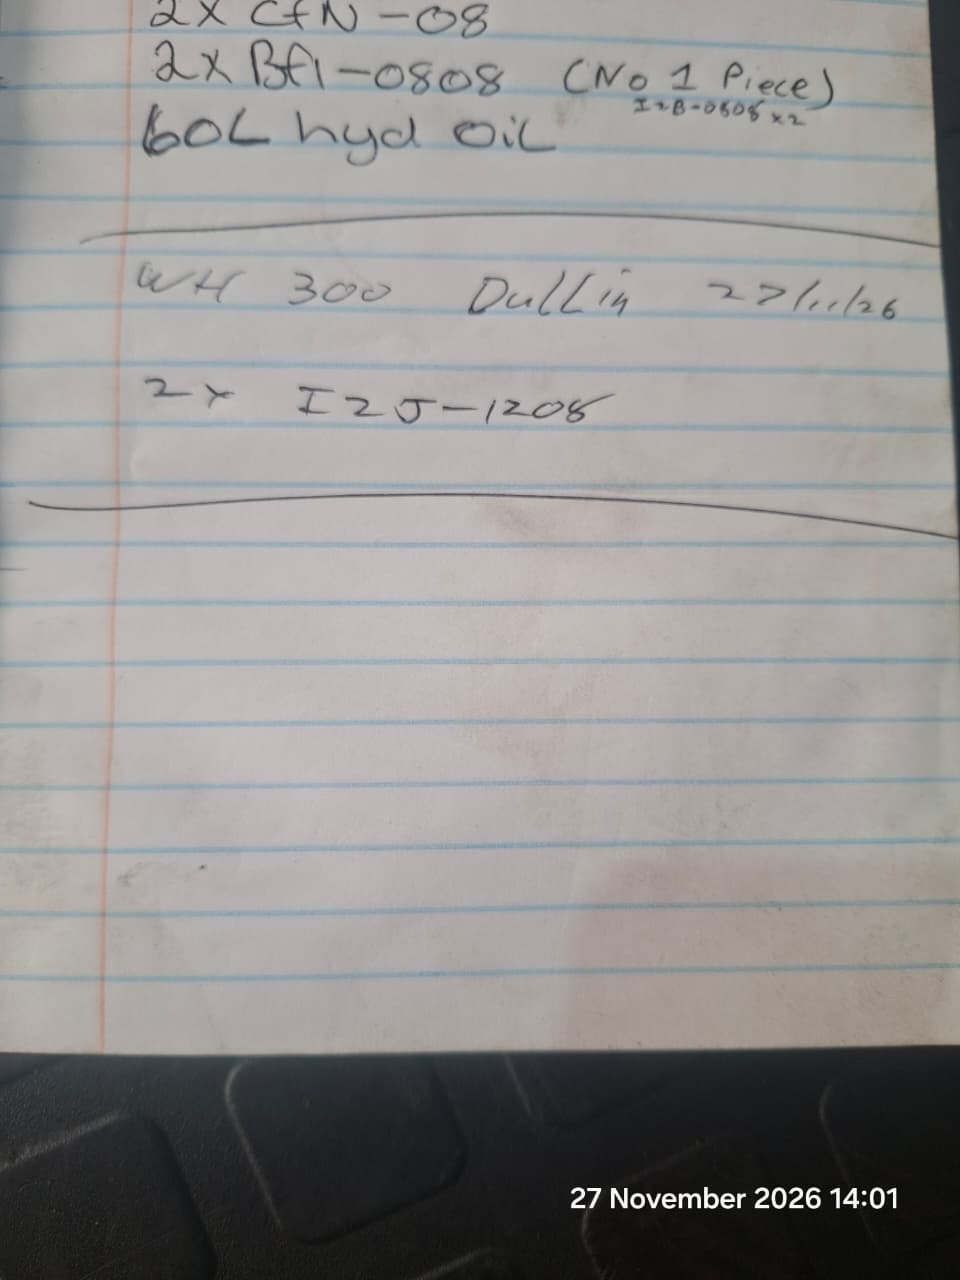 2x CFN-08
2x BA1-0808 (No 1 Piece)
I2B-0808 x2
60L hyd oil
WH 300 Dullin 27/11/26
2x I2J-1208
27 November 2026 14:01